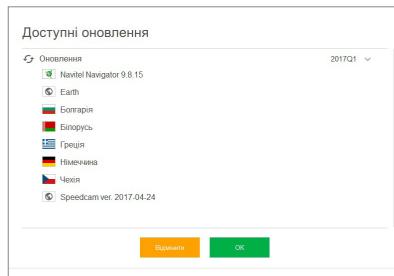 Доступні оновлення
Оновлення 2017Q1
Navitel Navigator 9.8.15
Earth
Болгарія
Білорусь
Греція
Німеччина
Чехія
Speedcam ver. 2017-04-24
Відмінити OK